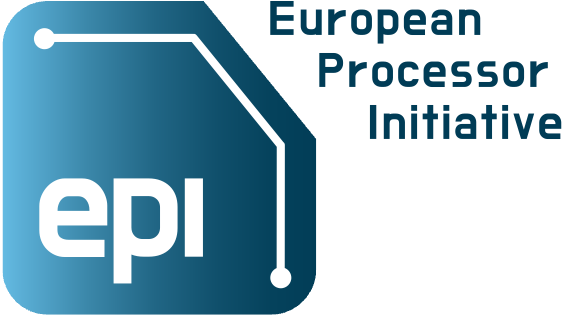 European
Processor
Initiative
epi